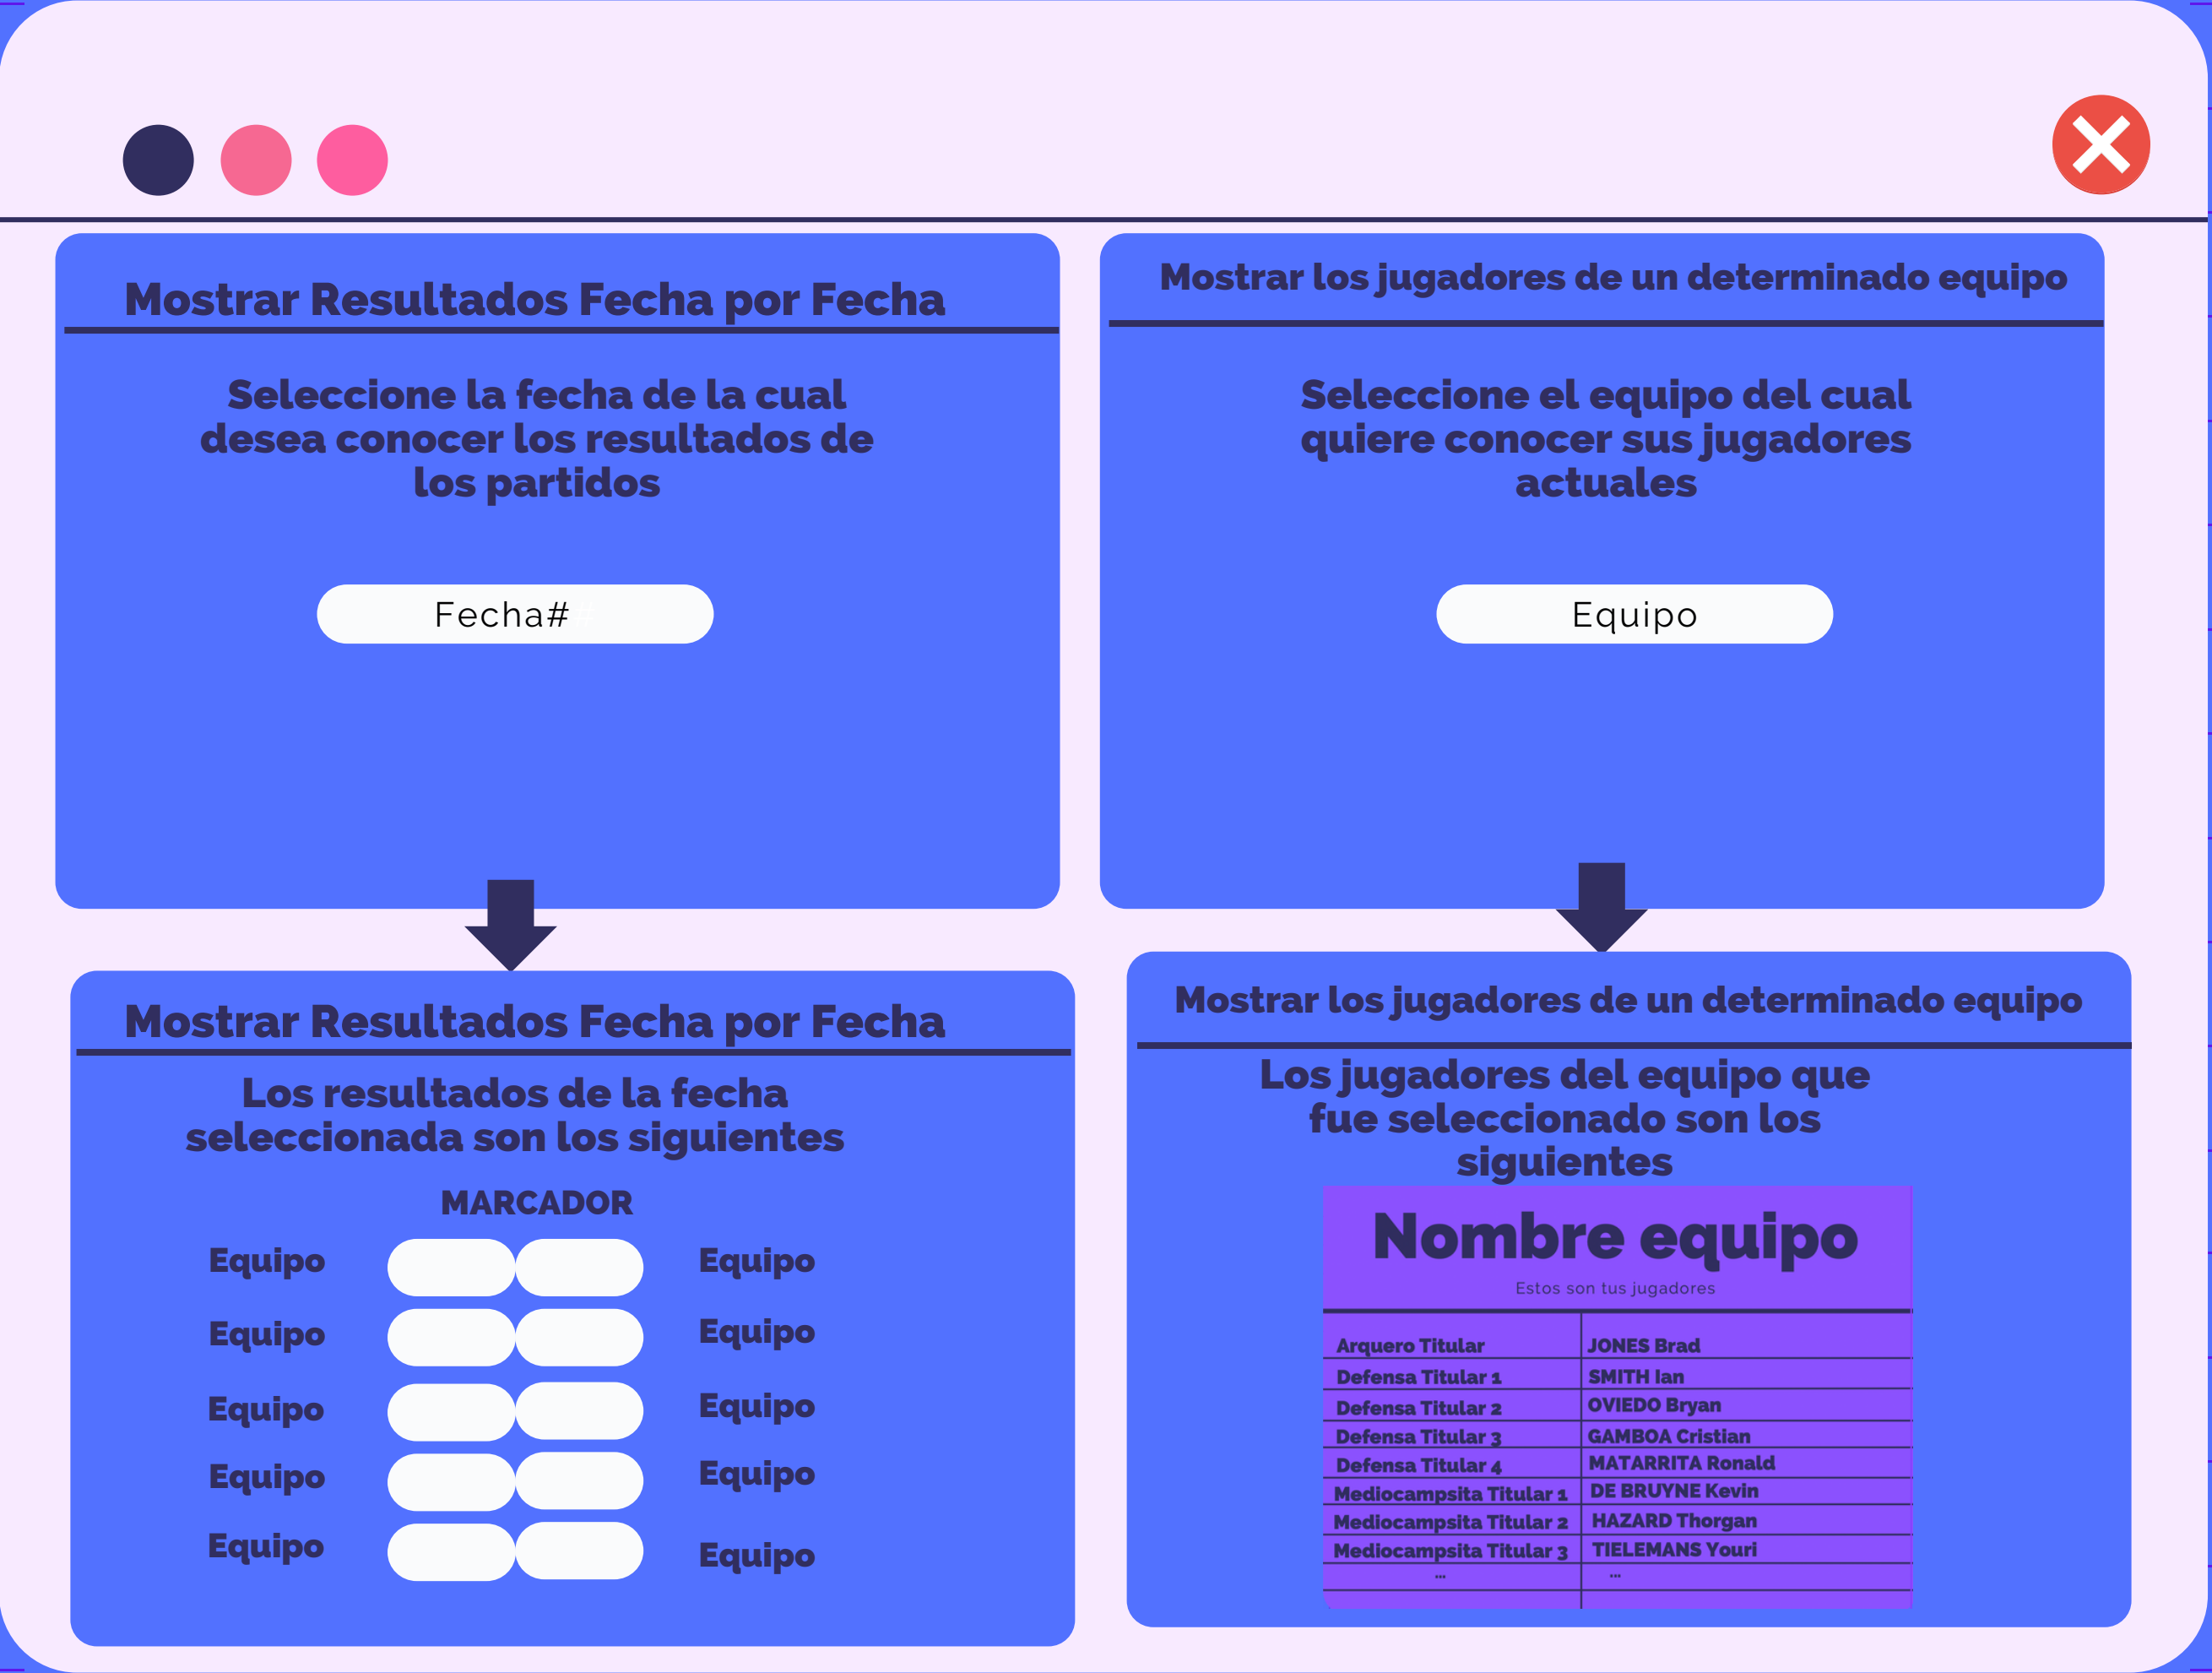 Mostrar Resultados Fecha por Fecha
Seleccione la fecha de la cual
desea conocer los resultados de
los partidos
Fecha##
Mostrar los jugadores de un determinado equipo
Seleccione el equipo del cual
quiere conocer sus jugadores
actuales
Equipo
Mostrar Resultados Fecha por Fecha
Los resultados de la fecha
seleccionada son los siguientes
MARCADOR
Equipo Equipo
Equipo Equipo
Equipo Equipo
Equipo Equipo
Equipo Equipo
Mostrar los jugadores de un determinado equipo
Los jugadores del equipo que
fue seleccionado son los
siguientes
Nombre equipo
Estos son tus jugadores
Arquero Titular JONES Brad
Defensa Titular 1 SMITH Ian
Defensa Titular 2 OVIEDO Bryan
Defensa Titular 3 GAMBOA Cristian
Defensa Titular 4 MATARRITA Ronald
Mediocampsita Titular 1 DE BRUYNE Kevin
Mediocampsita Titular 2 HAZARD Thorgan
Mediocampsita Titular 3 TIELEMANS Youri
... ...